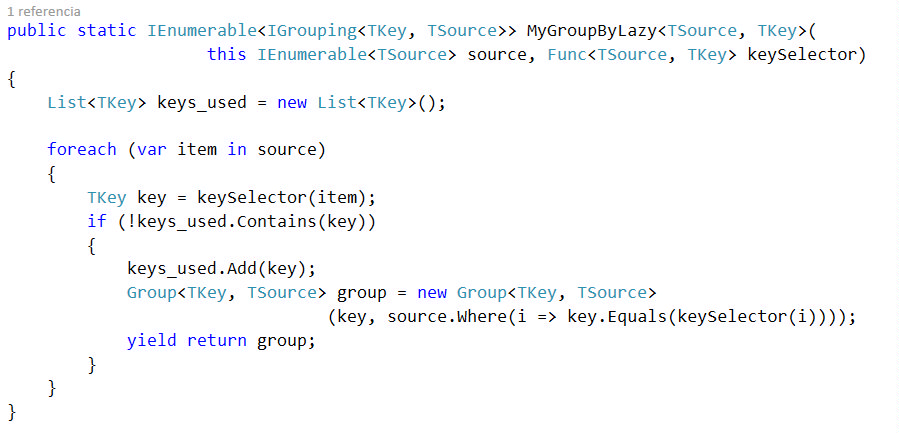 1 referencia
public static IEnumerable<IGrouping<TKey, TSource>> MyGroupByLazy<TSource, TKey>(
this IEnumerable<TSource> source, Func<TSource, TKey> keySelector)
{
List<TKey> keys_used = new List<TKey>();
foreach (var item in source)
{
TKey key = keySelector(item);
if (!keys_used.Contains(key))
{
keys_used.Add(key);
Group<TKey, TSource> group = new Group<TKey, TSource>
(key, source.Where(i => key.Equals(keySelector(i))));
yield return group;
}
}
}